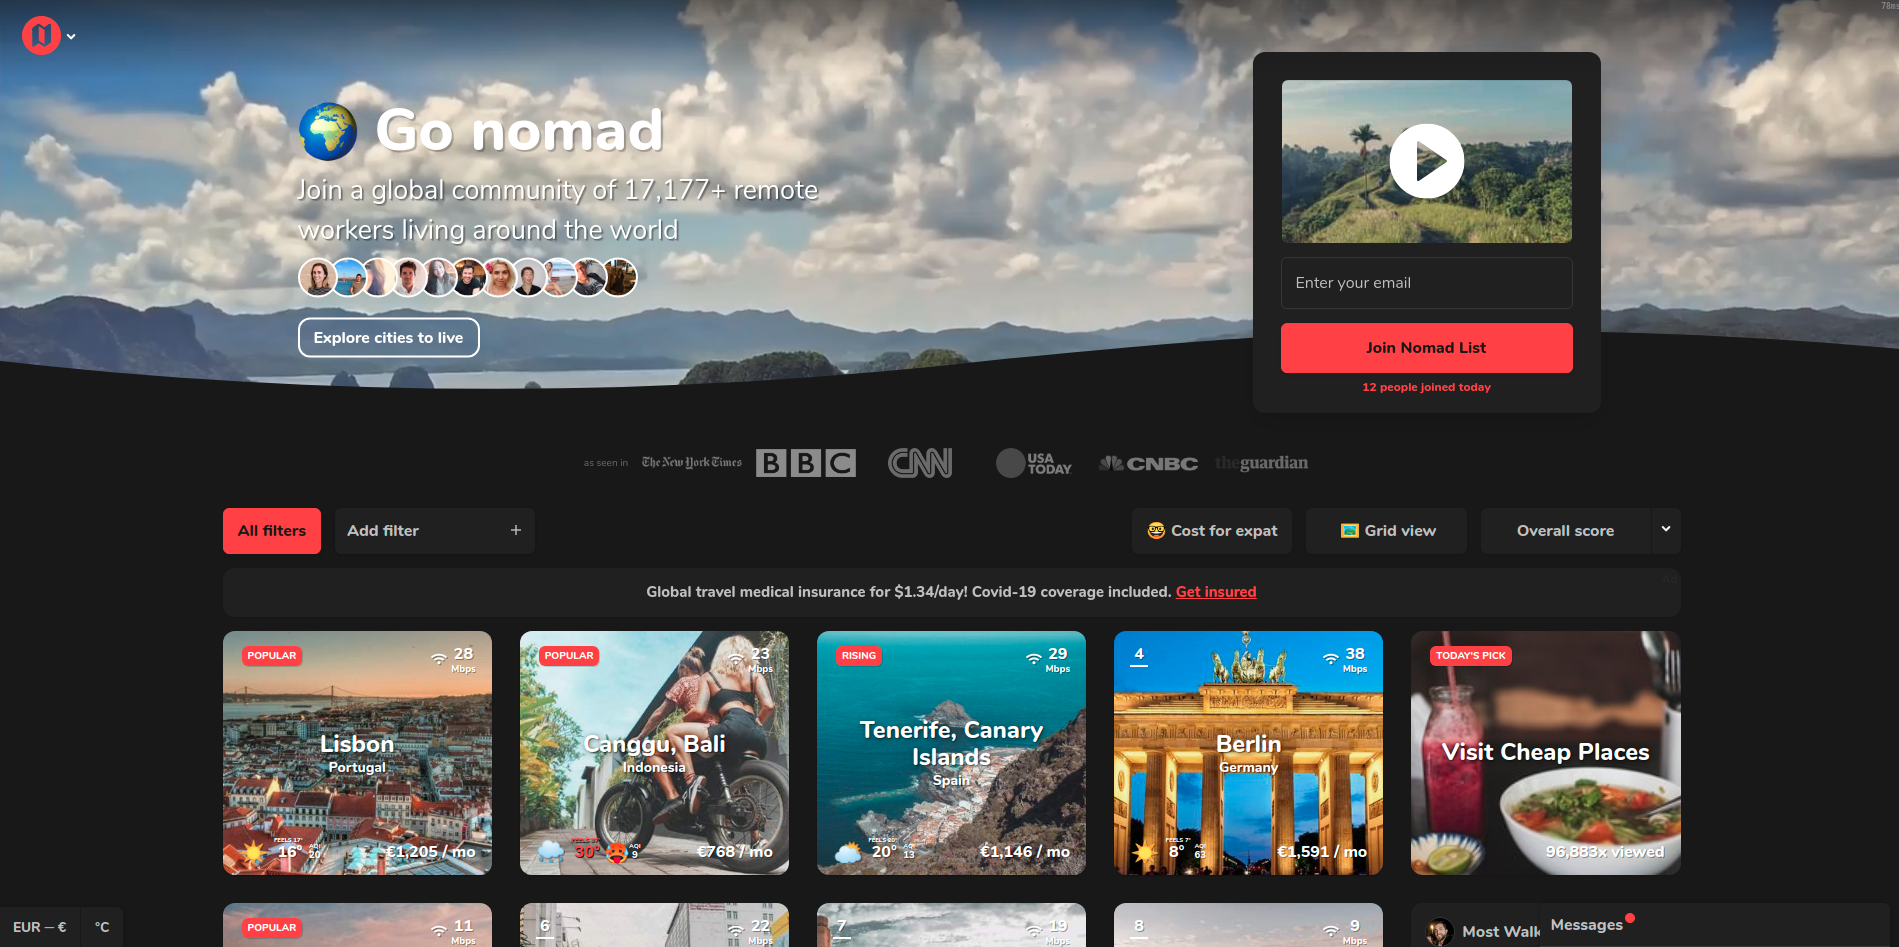 78ms
Go nomad
Join a global community of 17,177+ remote
workers living around the world
Explore cities to live
Enter your email
Join Nomad List
12 people joined today
as seen in
The New York Times
BBC
CNN
USA TODAY
CNBC
theguardian
All filters
Add filter +
Cost for expat
Grid view
Overall score
Ad
Global travel medical insurance for $1.34/day! Covid-19 coverage included. Get insured
POPULAR
28 Mbps
Lisbon
Portugal
FEELS 17°
16°
AQI 20
€1,205 / mo
POPULAR
23 Mbps
Canggu, Bali
Indonesia
30°
AQI 9
€768 / mo
RISING
29 Mbps
Tenerife, Canary
Islands
Spain
20°
AQI 13
€1,146 / mo
4
38 Mbps
Berlin
Germany
FEELS 7°
8°
AQI 63
€1,591 / mo
TODAY'S PICK
Visit Cheap Places
96,883x viewed
POPULAR
11 Mbps
6
22 Mbps
7
19 Mbps
8
9 Mbps
Most Walk
Messages
EUR — €
°C